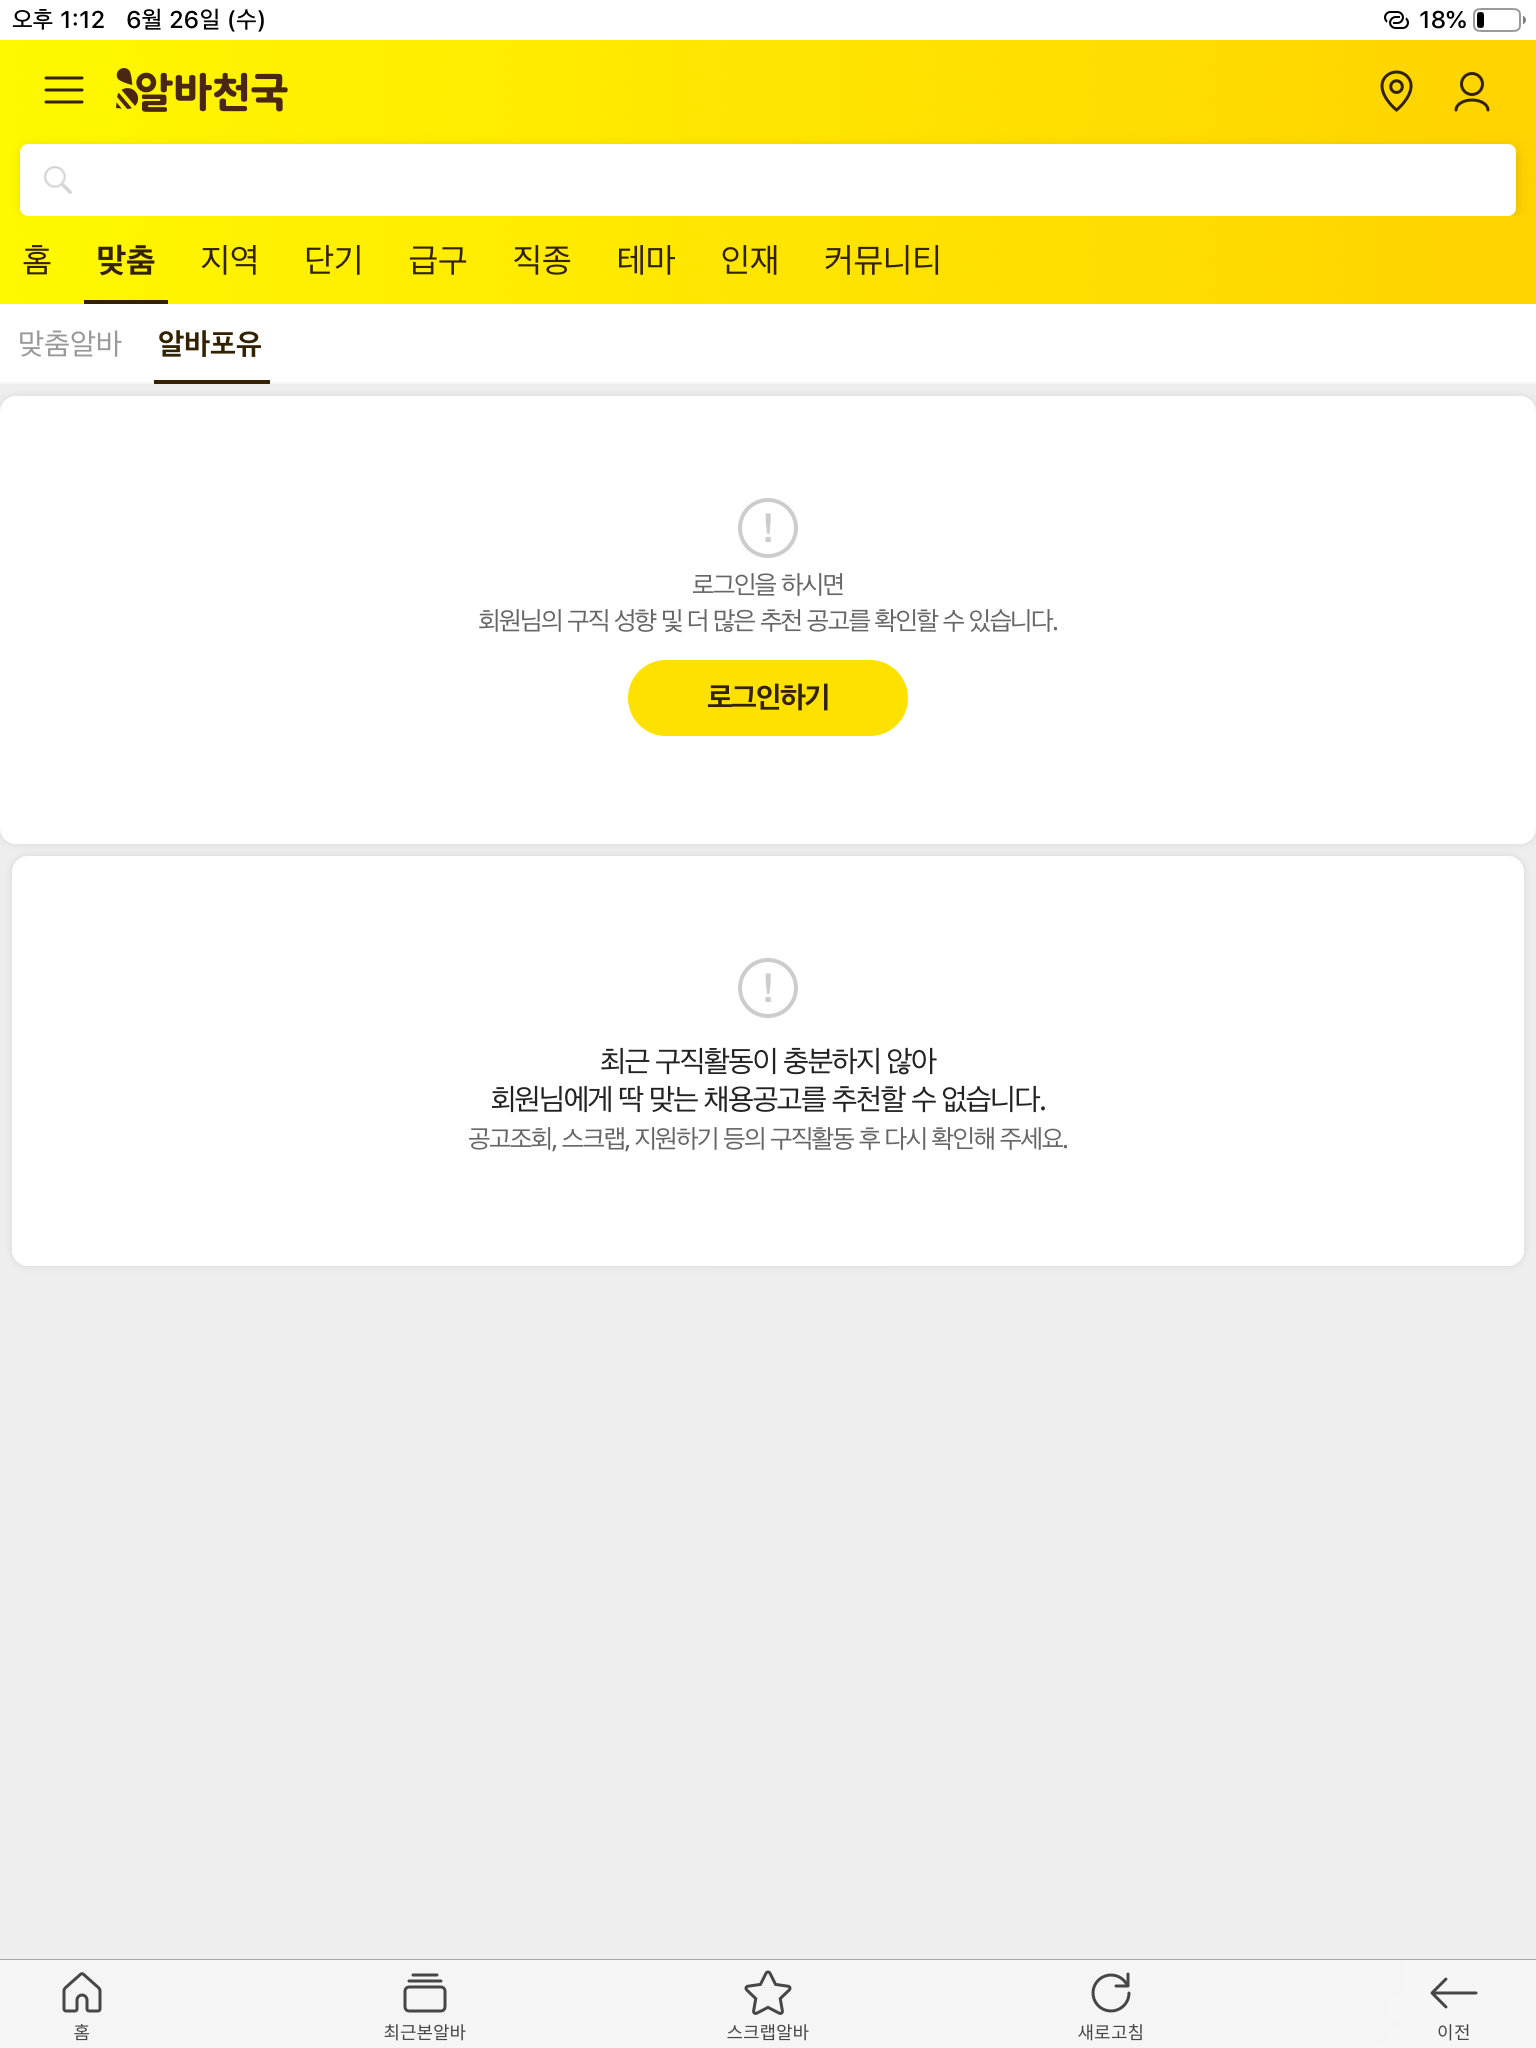 오후 1:12 6월 26일 (수)
18%
알바천국
홈 맞춤 지역 단기 급구 직종 테마 인재 커뮤니티
맞춤알바 알바포유
로그인을 하시면
회원님의 구직 성향 및 더 많은 추천 공고를 확인할 수 있습니다.
로그인하기
최근 구직활동이 충분하지 않아
회원님에게 딱 맞는 채용공고를 추천할 수 없습니다.
공고조회, 스크랩, 지원하기 등의 구직활동 후 다시 확인해 주세요.
홈 최근본알바 스크랩알바 새로고침 이전